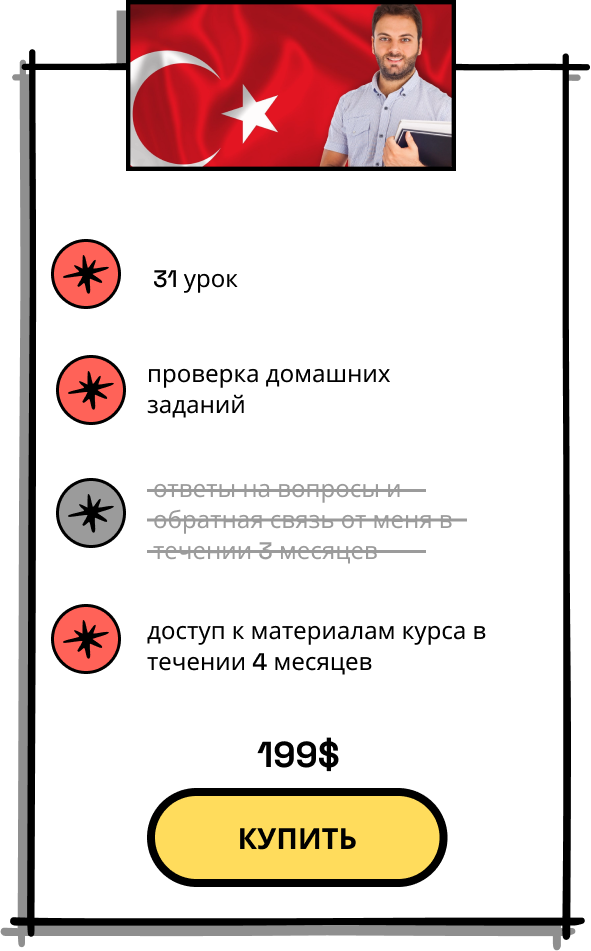 31 урок
проверка домашних
заданий
ответы на вопросы и
обратная связь от меня в
течении 3 месяцев
доступ к материалам курса в
течении 4 месяцев
199$
КУПИТЬ